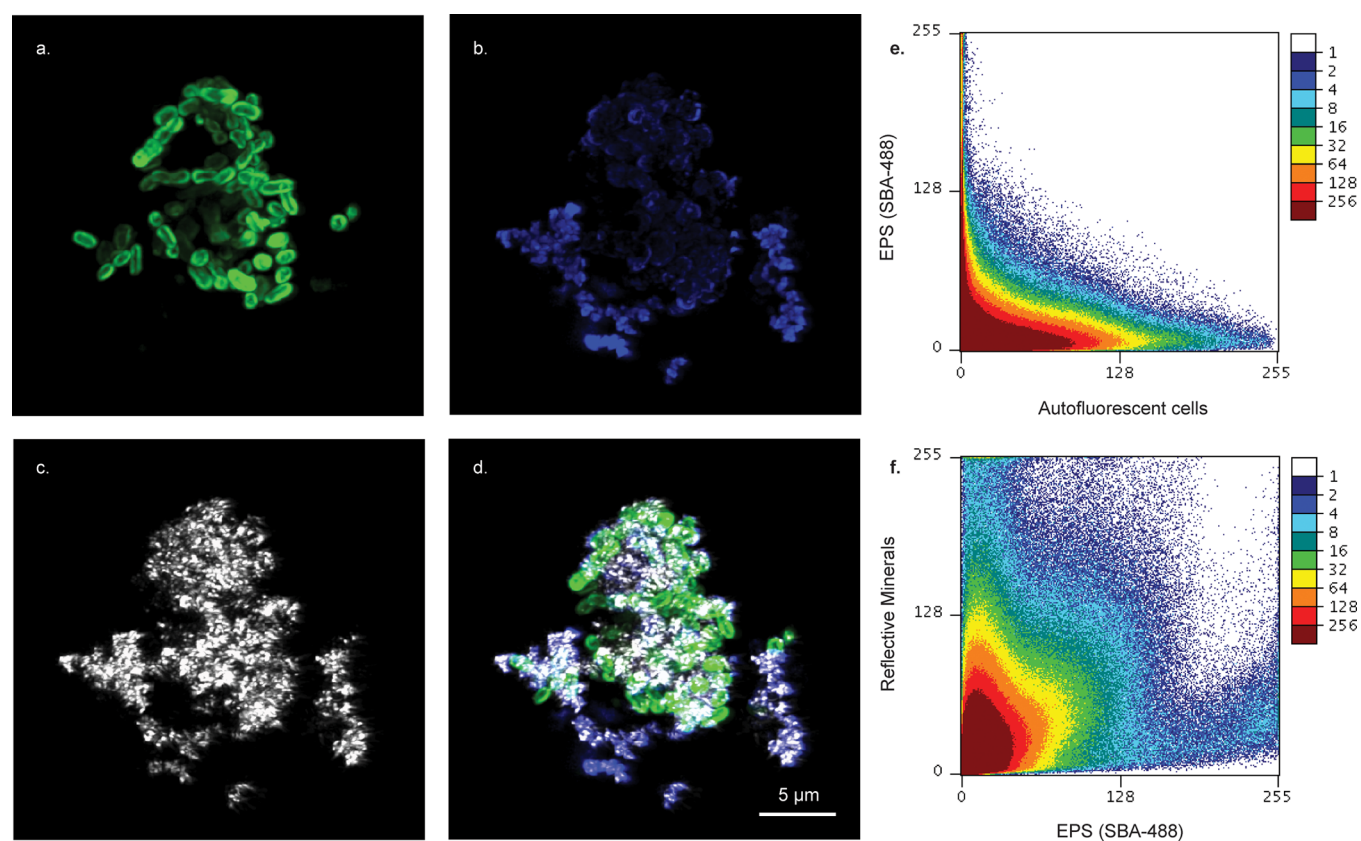 a.
b.
c.
d.
5 µm
e.
255
128
0
EPS (SBA-488)
0
128
255
Autofluorescent cells
1
2
4
8
16
32
64
128
256
f.
255
128
0
Reflective Minerals
0
128
255
EPS (SBA-488)
1
2
4
8
16
32
64
128
256